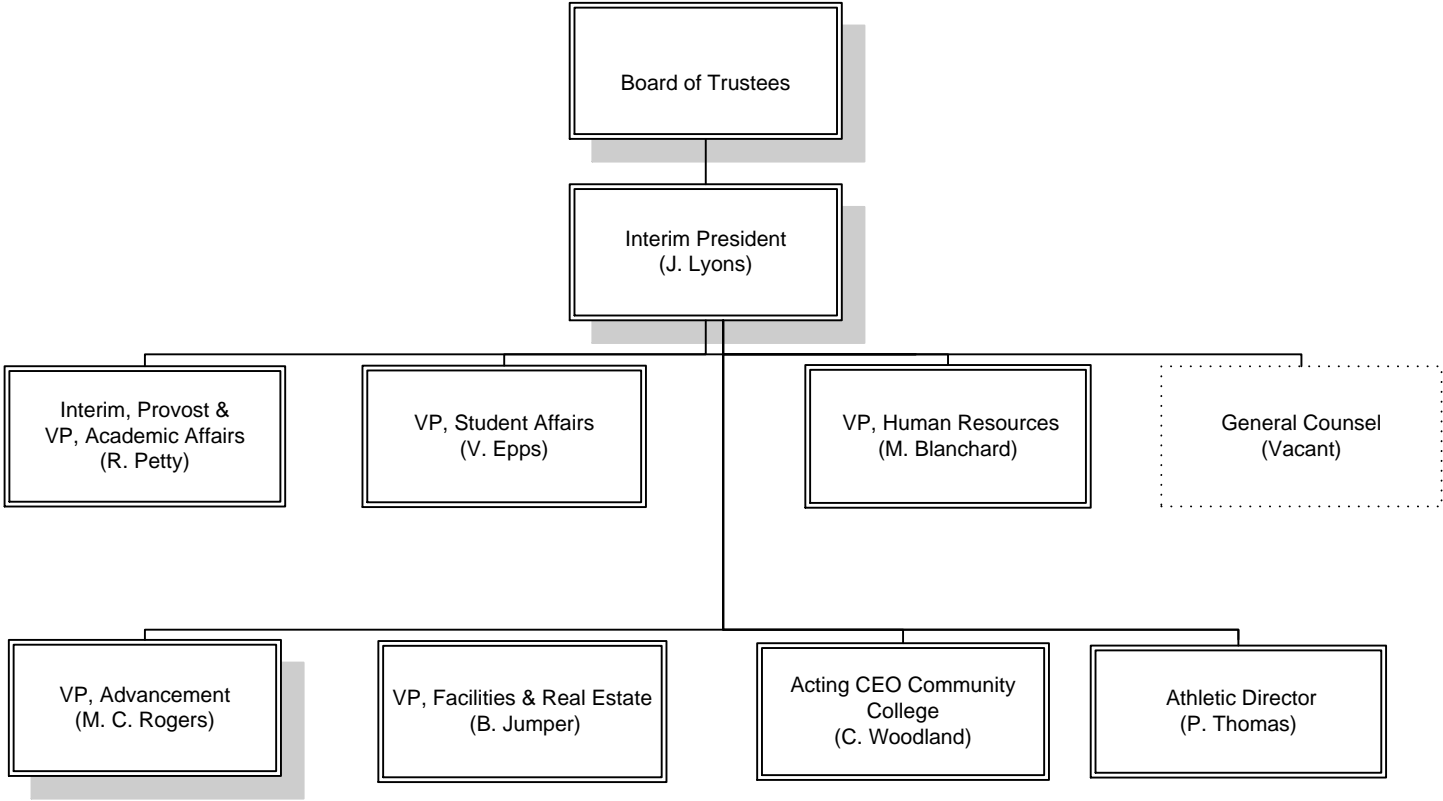 Board of Trustees
Interim President
(J. Lyons)
Interim, Provost &
VP, Academic Affairs
(R. Petty)
VP, Student Affairs
(V. Epps)
VP, Human Resources
(M. Blanchard)
General Counsel
(Vacant)
VP, Advancement
(M. C. Rogers)
VP, Facilities & Real Estate
(B. Jumper)
Acting CEO Community
College
(C. Woodland)
Athletic Director
(P. Thomas)